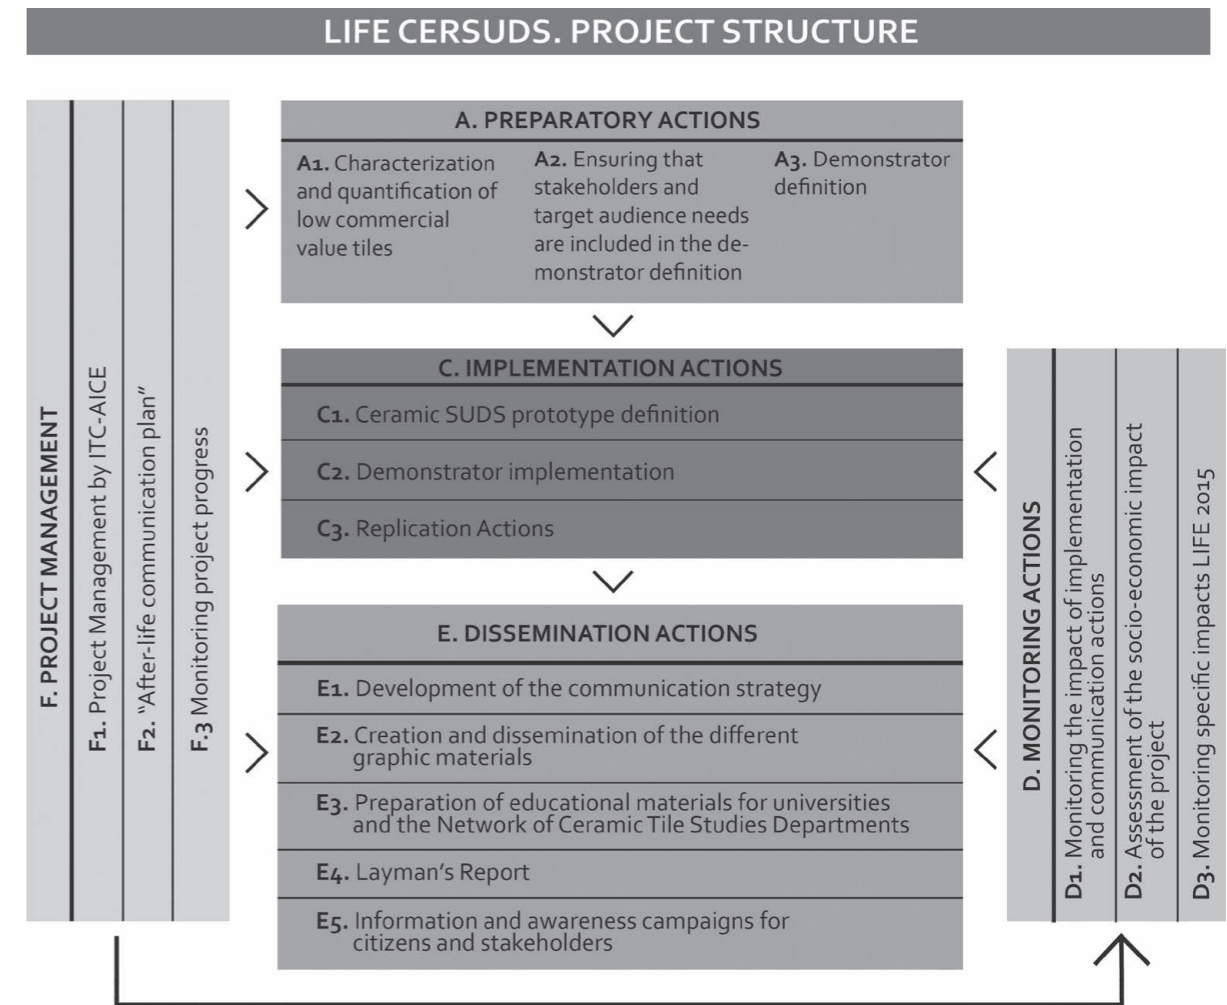 LIFE CERSUDS. PROJECT STRUCTURE
F. PROJECT MANAGEMENT
F1. Project Management by ITC-AICE
F2. “After-life communication plan”
F.3 Monitoring project progress
A. PREPARATORY ACTIONS
A1. Characterization
and quantification of
low commercial
value tiles
A2. Ensuring that
stakeholders and
target audience needs
are included in the de-
monstrator definition
A3. Demonstrator
definition
C. IMPLEMENTATION ACTIONS
C1. Ceramic SUDS prototype definition
C2. Demonstrator implementation
C3. Replication Actions
E. DISSEMINATION ACTIONS
E1. Development of the communication strategy
E2. Creation and dissemination of the different
graphic materials
E3. Preparation of educational materials for universities
and the Network of Ceramic Tile Studies Departments
E4. Layman’s Report
E5. Information and awareness campaigns for
citizens and stakeholders
D. MONITORING ACTIONS
D1. Monitoring the impact of implementation
and communication actions
D2. Assessment of the socio-economic impact
of the project
D3. Monitoring specific impacts LIFE 2015